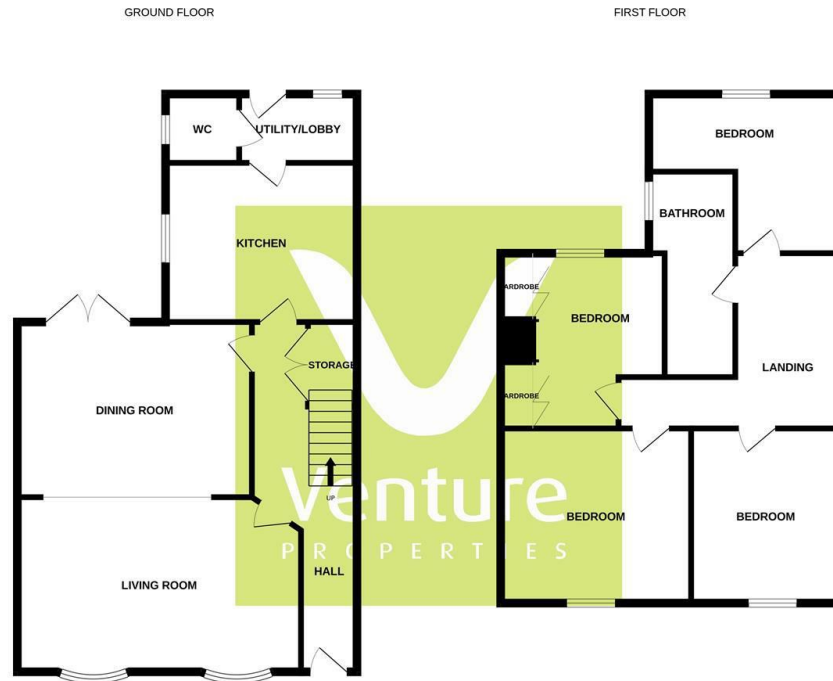 GROUND FLOOR
FIRST FLOOR
WC
UTILITY/LOBBY
KITCHEN
STORAGE
DINING ROOM
UP
LIVING ROOM
HALL
BEDROOM
BATHROOM
ARDROBE
BEDROOM
LANDING
ARDROBE
BEDROOM
BEDROOM
Venture
PROPERTIES